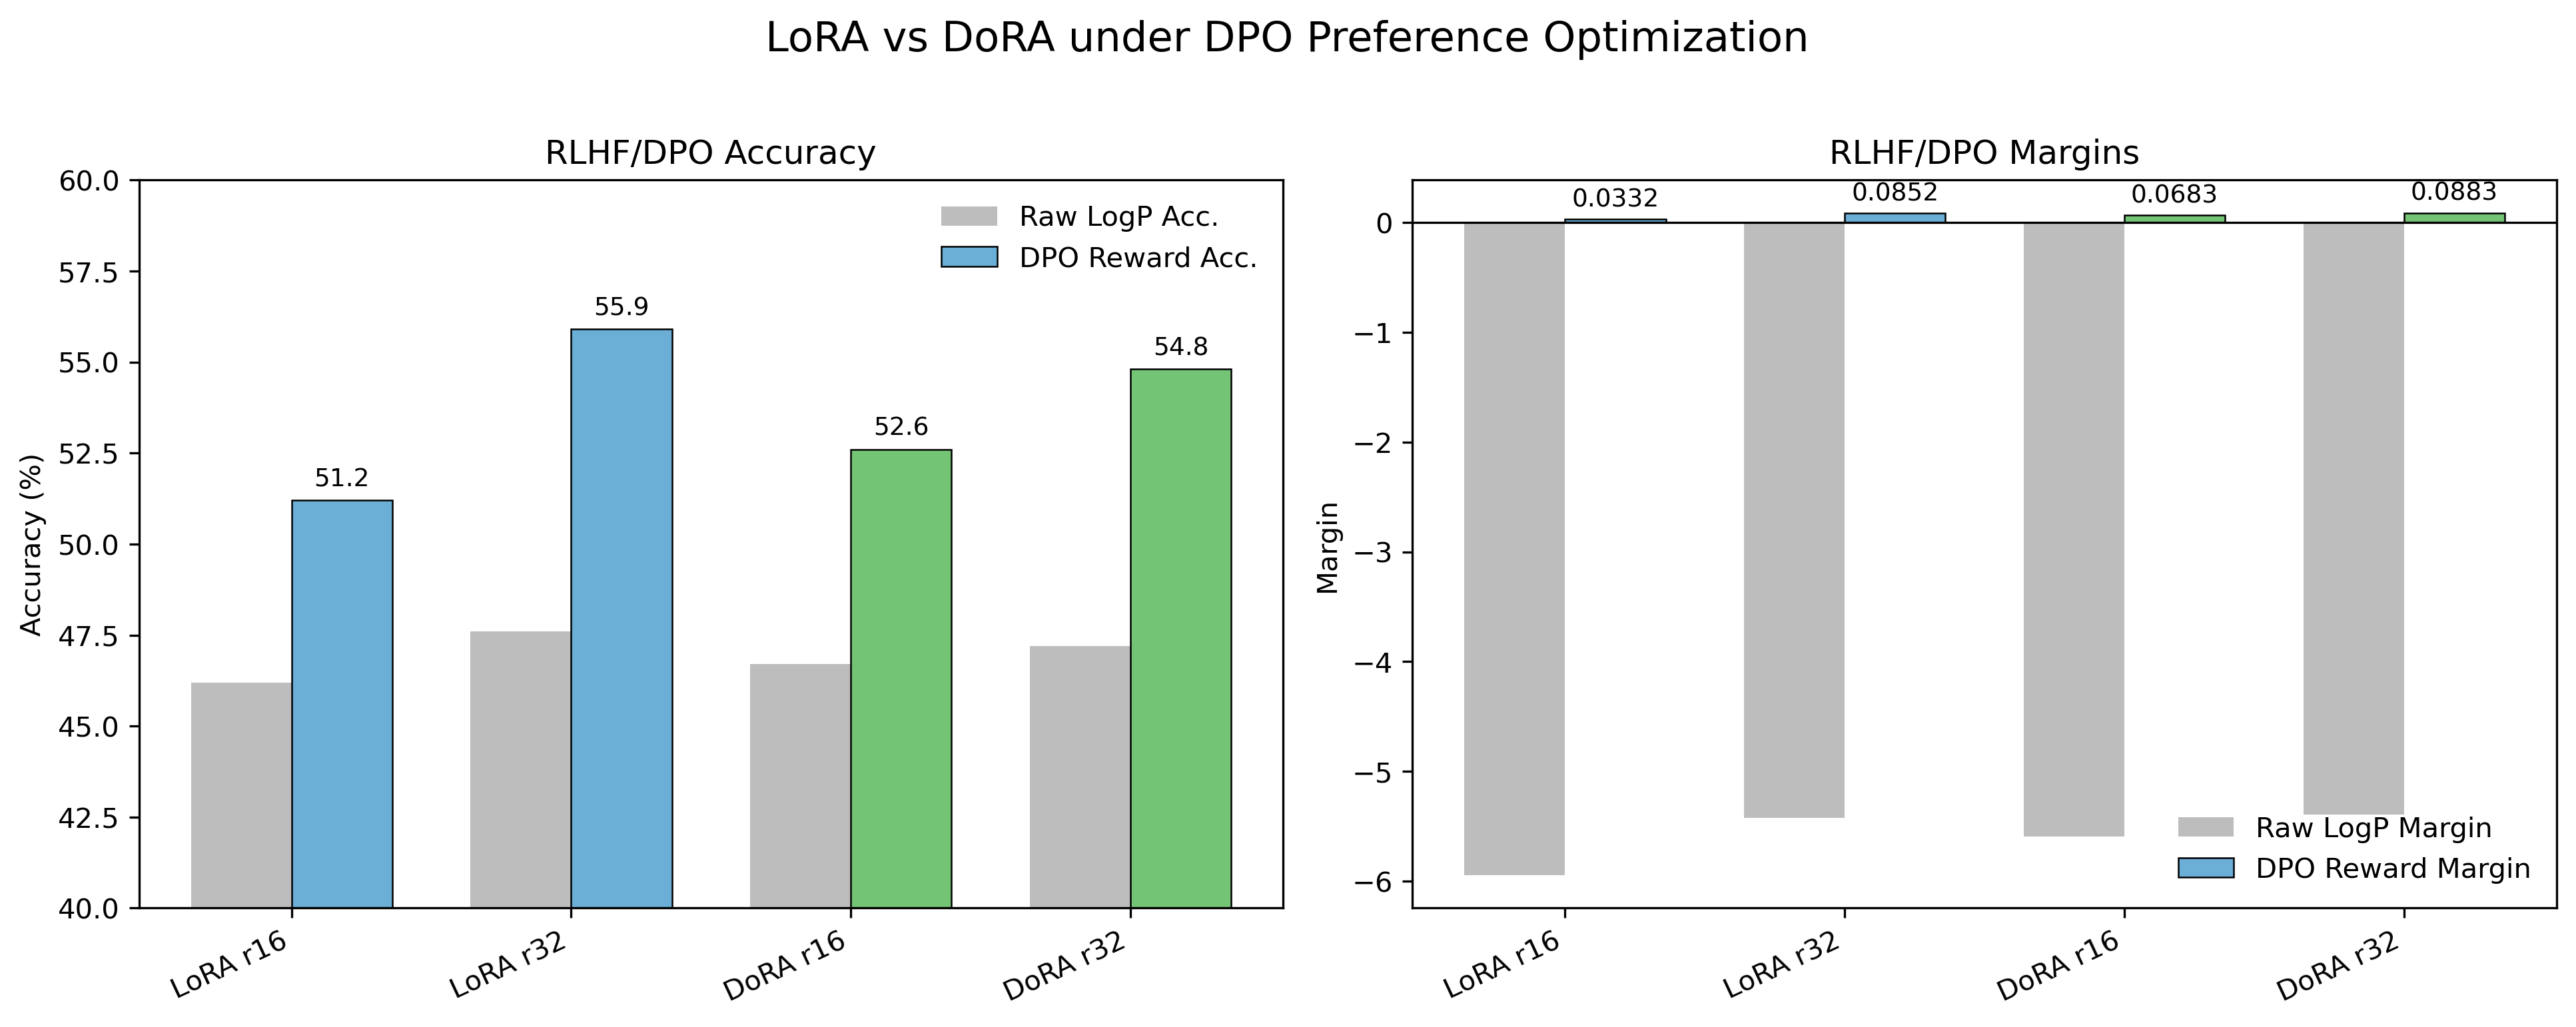 LoRA vs DoRA under DPO Preference Optimization
RLHF/DPO Accuracy
Accuracy (%)
60.0
57.5
55.0
52.5
50.0
47.5
45.0
42.5
40.0
Raw LogP Acc.
DPO Reward Acc.
51.2
55.9
52.6
54.8
LoRA r16
LoRA r32
DoRA r16
DoRA r32
RLHF/DPO Margins
Margin
0
−1
−2
−3
−4
−5
−6
0.0332
0.0852
0.0683
0.0883
Raw LogP Margin
DPO Reward Margin
LoRA r16
LoRA r32
DoRA r16
DoRA r32